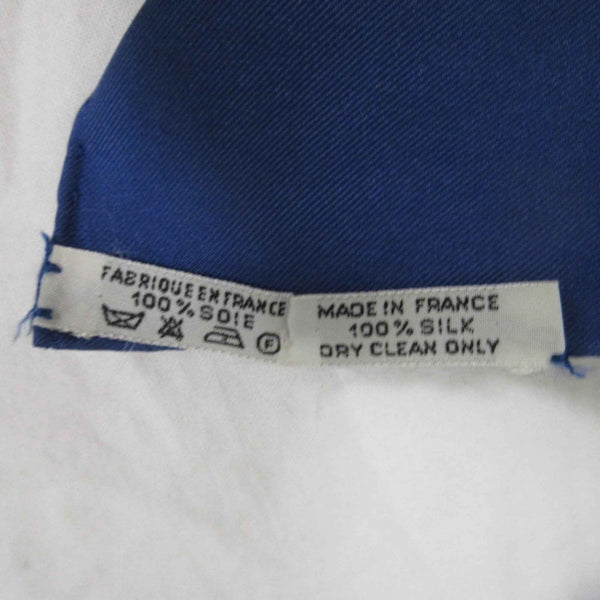 FABRIQUE EN FRANCE
100% SOIE
F
MADE IN FRANCE
100% SILK
DRY CLEAN ONLY